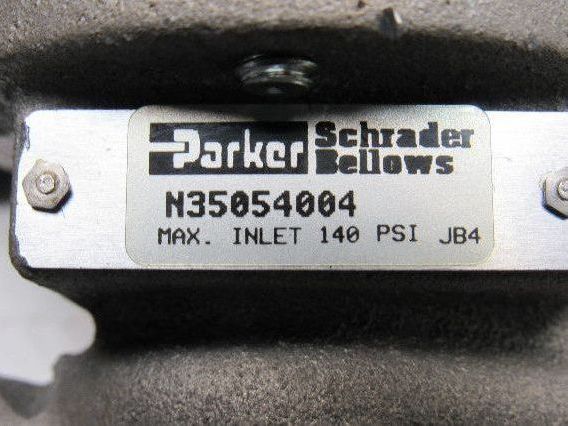 Parker Schrader Bellows
N35054004
MAX. INLET 140 PSI JB4